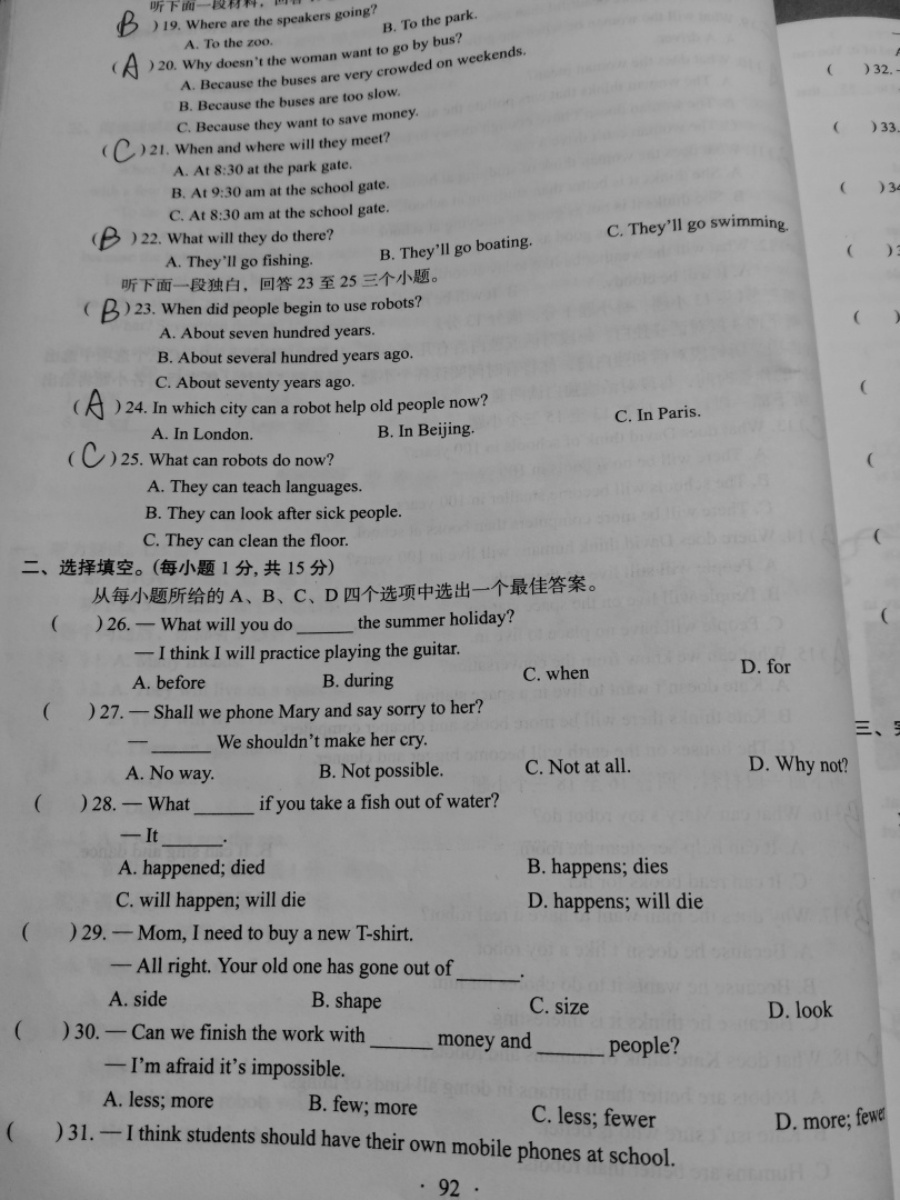 听下面一段材料，回答
( B ) 19. Where are the speakers going?
A. To the zoo. B. To the park.
( A ) 20. Why doesn't the woman want to go by bus?
A. Because the buses are very crowded on weekends.
B. Because the buses are too slow.
C. Because they want to save money.
( C ) 21. When and where will they meet?
A. At 8:30 at the park gate.
B. At 9:30 am at the school gate.
C. At 8:30 am at the school gate.
( B ) 22. What will they do there?
A. They'll go fishing. B. They'll go boating. C. They'll go swimming.
听下面一段独白，回答 23 至 25 三个小题。
( B ) 23. When did people begin to use robots?
A. About seven hundred years.
B. About several hundred years ago.
C. About seventy years ago.
( A ) 24. In which city can a robot help old people now?
A. In London. B. In Beijing. C. In Paris.
( C ) 25. What can robots do now?
A. They can teach languages.
B. They can look after sick people.
C. They can clean the floor.
二、选择填空。(每小题 1 分, 共 15 分)
从每小题所给的 A、B、C、D 四个选项中选出一个最佳答案。
( ) 26. — What will you do ______ the summer holiday?
— I think I will practice playing the guitar.
A. before B. during C. when D. for
( ) 27. — Shall we phone Mary and say sorry to her?
— ______ We shouldn't make her cry.
A. No way. B. Not possible. C. Not at all. D. Why not?
( ) 28. — What ______ if you take a fish out of water?
— It ______.
A. happened; died B. happens; dies
C. will happen; will die D. happens; will die
( ) 29. — Mom, I need to buy a new T-shirt.
— All right. Your old one has gone out of ______.
A. side B. shape C. size D. look
( ) 30. — Can we finish the work with ______ money and ______ people?
— I'm afraid it's impossible.
A. less; more B. few; more C. less; fewer D. more; fewer
( ) 31. — I think students should have their own mobile phones at school.
· 92 ·
( ) 32. -
( ) 33.
( ) 34
( )
( )
(
(
(
(
三、